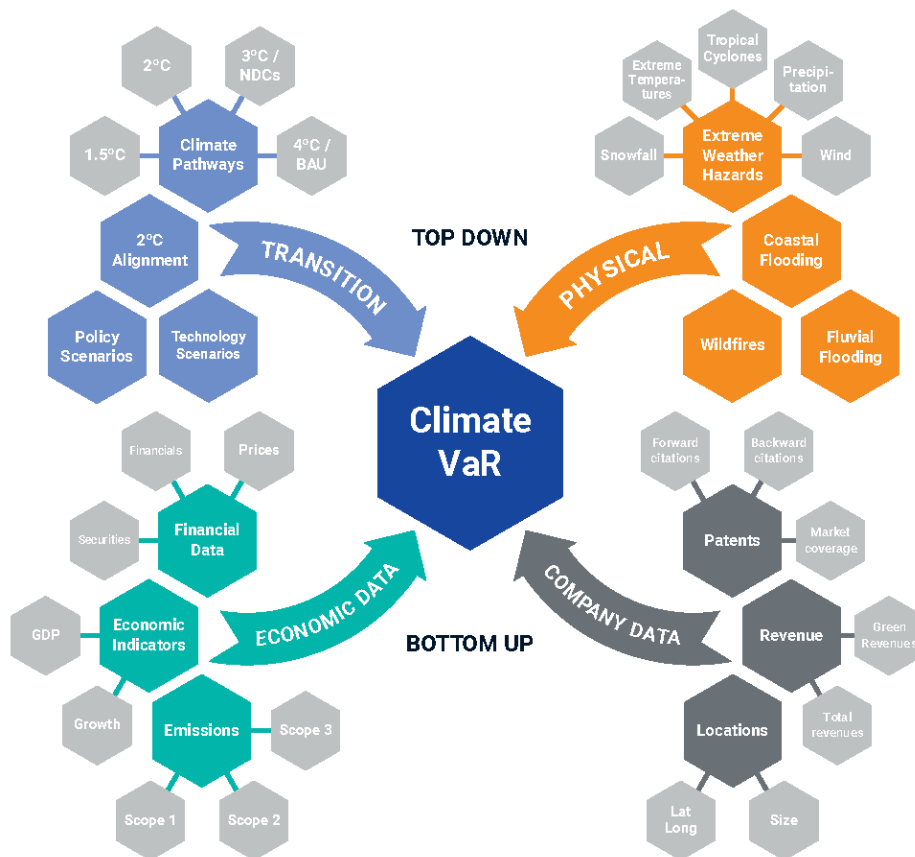 2°C
3°C /
NDCs
1.5°C
4°C /
BAU
Climate
Pathways
2°C
Alignment
Policy
Scenarios
Technology
Scenarios
TRANSITION
TOP DOWN
Tropical
Cyclones
Extreme
Tempera-
tures
Precipi-
tation
Snowfall
Wind
Extreme
Weather
Hazards
PHYSICAL
Coastal
Flooding
Wildfires
Fluvial
Flooding
Climate
VaR
Financials
Prices
Securities
Financial
Data
GDP
Economic
Indicators
Growth
Emissions
Scope 3
Scope 1
Scope 2
ECONOMIC DATA
BOTTOM UP
Forward
citations
Backward
citations
Patents
Market
coverage
COMPANY DATA
Revenue
Green
Revenues
Total
revenues
Locations
Lat
Long
Size